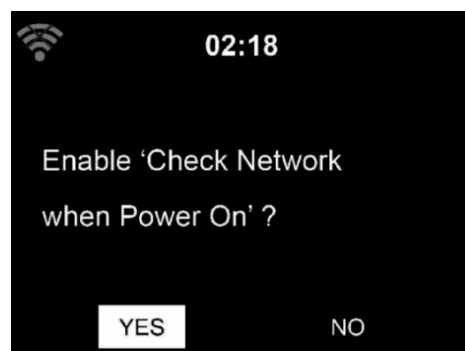 02:18
Enable ‘Check Network
when Power On’ ?
YES
NO